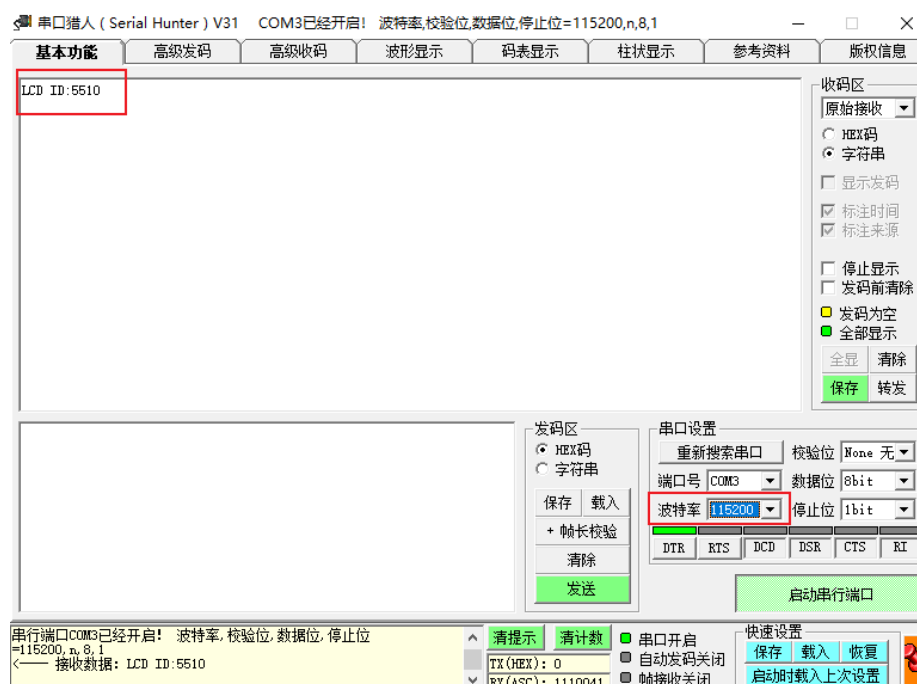 串口猎人 ( Serial Hunter ) V31 COM3已经开启! 波特率,校验位,数据位,停止位=115200,n,8,1
基本功能 高级发码 高级收码 波形显示 码表显示 柱状显示 参考资料 版权信息
LCD ID:5510
收码区
原始接收
HEX码
字符串
显示发码
标注时间
标注来源
停止显示
发码前清除
发码为空
全部显示
全显 清除
保存 转发
发码区
HEX码
字符串
保存 载入
+ 帧长校验
清除
发送
串口设置
重新搜索串口 校验位 None 无
端口号 COM3 数据位 8bit
波特率 115200 停止位 1bit
DTR RTS DCD DSR CTS RI
启动串行端口
串行端口COM3已经开启! 波特率,校验位,数据位,停止位
=115200,n,8,1
<—— 接收数据: LCD ID:5510
清提示 清计数
TX(HEX): 0
RX(ASC): 1110041
串口开启
自动发码关闭
帧接收关闭
快速设置
保存 载入 恢复
启动时载入上次设置